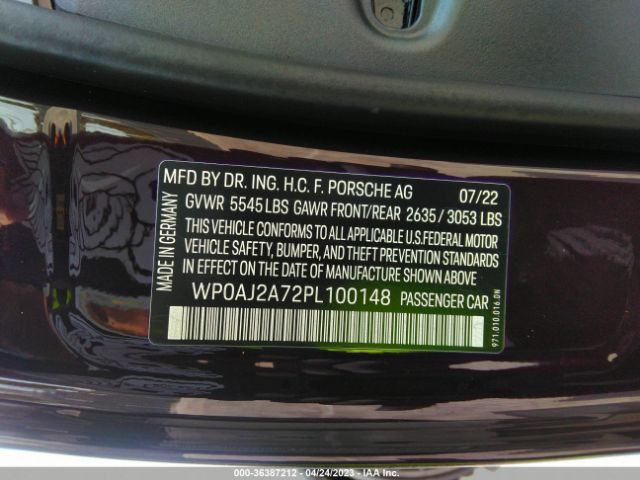 MFD BY DR. ING. H.C. F. PORSCHE AG 07/22
GVWR 5545 LBS GAWR FRONT/REAR 2635 / 3053 LBS
THIS VEHICLE CONFORMS TO ALL APPLICABLE U.S. FEDERAL MOTOR
VEHICLE SAFETY, BUMPER, AND THEFT PREVENTION STANDARDS
IN EFFECT ON THE DATE OF MANUFACTURE SHOWN ABOVE.
WP0AJ2A72PL100148 PASSENGER CAR
MADE IN GERMANY
971.010.016.DN
000-36387212 - 04/24/2023 - IAA Inc.